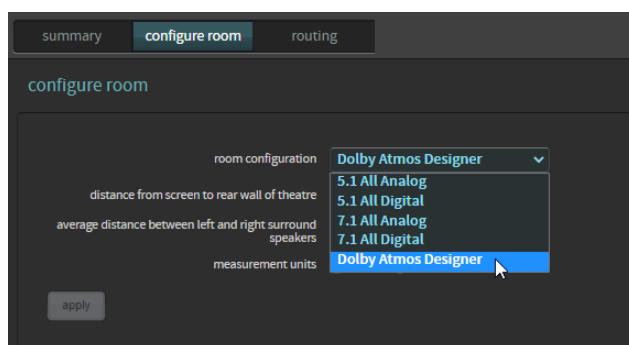 summary configure room routing
configure room
room configuration Dolby Atmos Designer
5.1 All Analog
distance from screen to rear wall of theatre 5.1 All Digital
average distance between left and right surround 7.1 All Analog
speakers 7.1 All Digital
measurement units Dolby Atmos Designer
apply